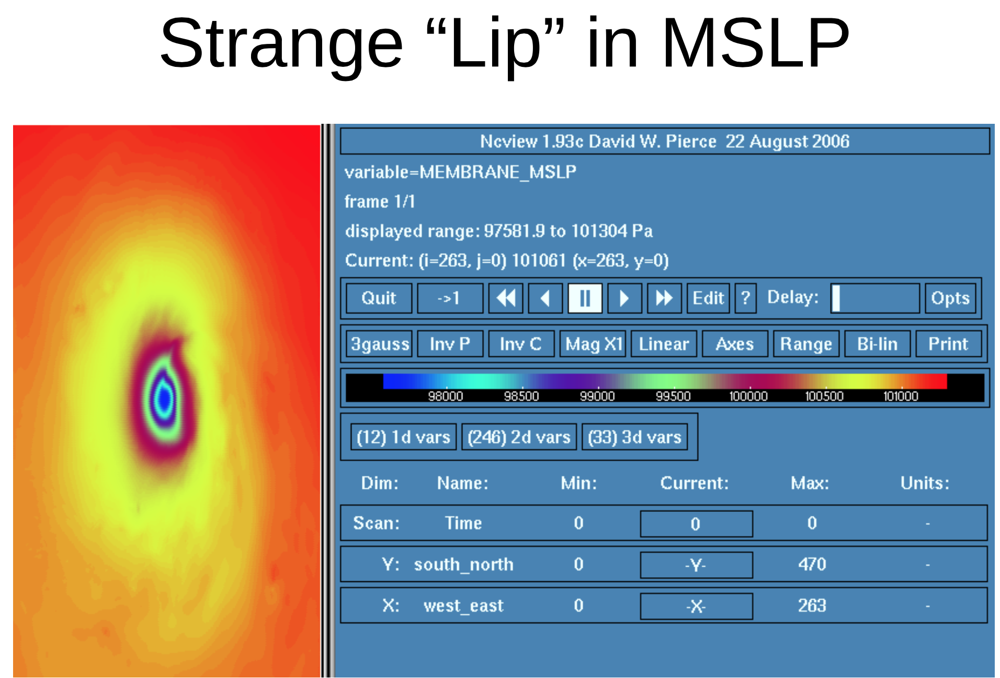 Strange “Lip” in MSLP
Ncview 1.93c David W. Pierce  22 August 2006
variable=MEMBRANE_MSLP
frame 1/1
displayed range: 97581.9 to 101304 Pa
Current: (i=263, j=0) 101061 (x=263, y=0)
Quit ->1 Edit ? Delay: Opts
3gauss Inv P Inv C Mag X1 Linear Axes Range Bi-lin Print
98000 98500 99000 99500 100000 100500 101000
(12) 1d vars (246) 2d vars (33) 3d vars
Dim: Name: Min: Current: Max: Units:
Scan: Time 0 0 0 -
Y: south_north 0 -Y- 470 -
X: west_east 0 -X- 263 -